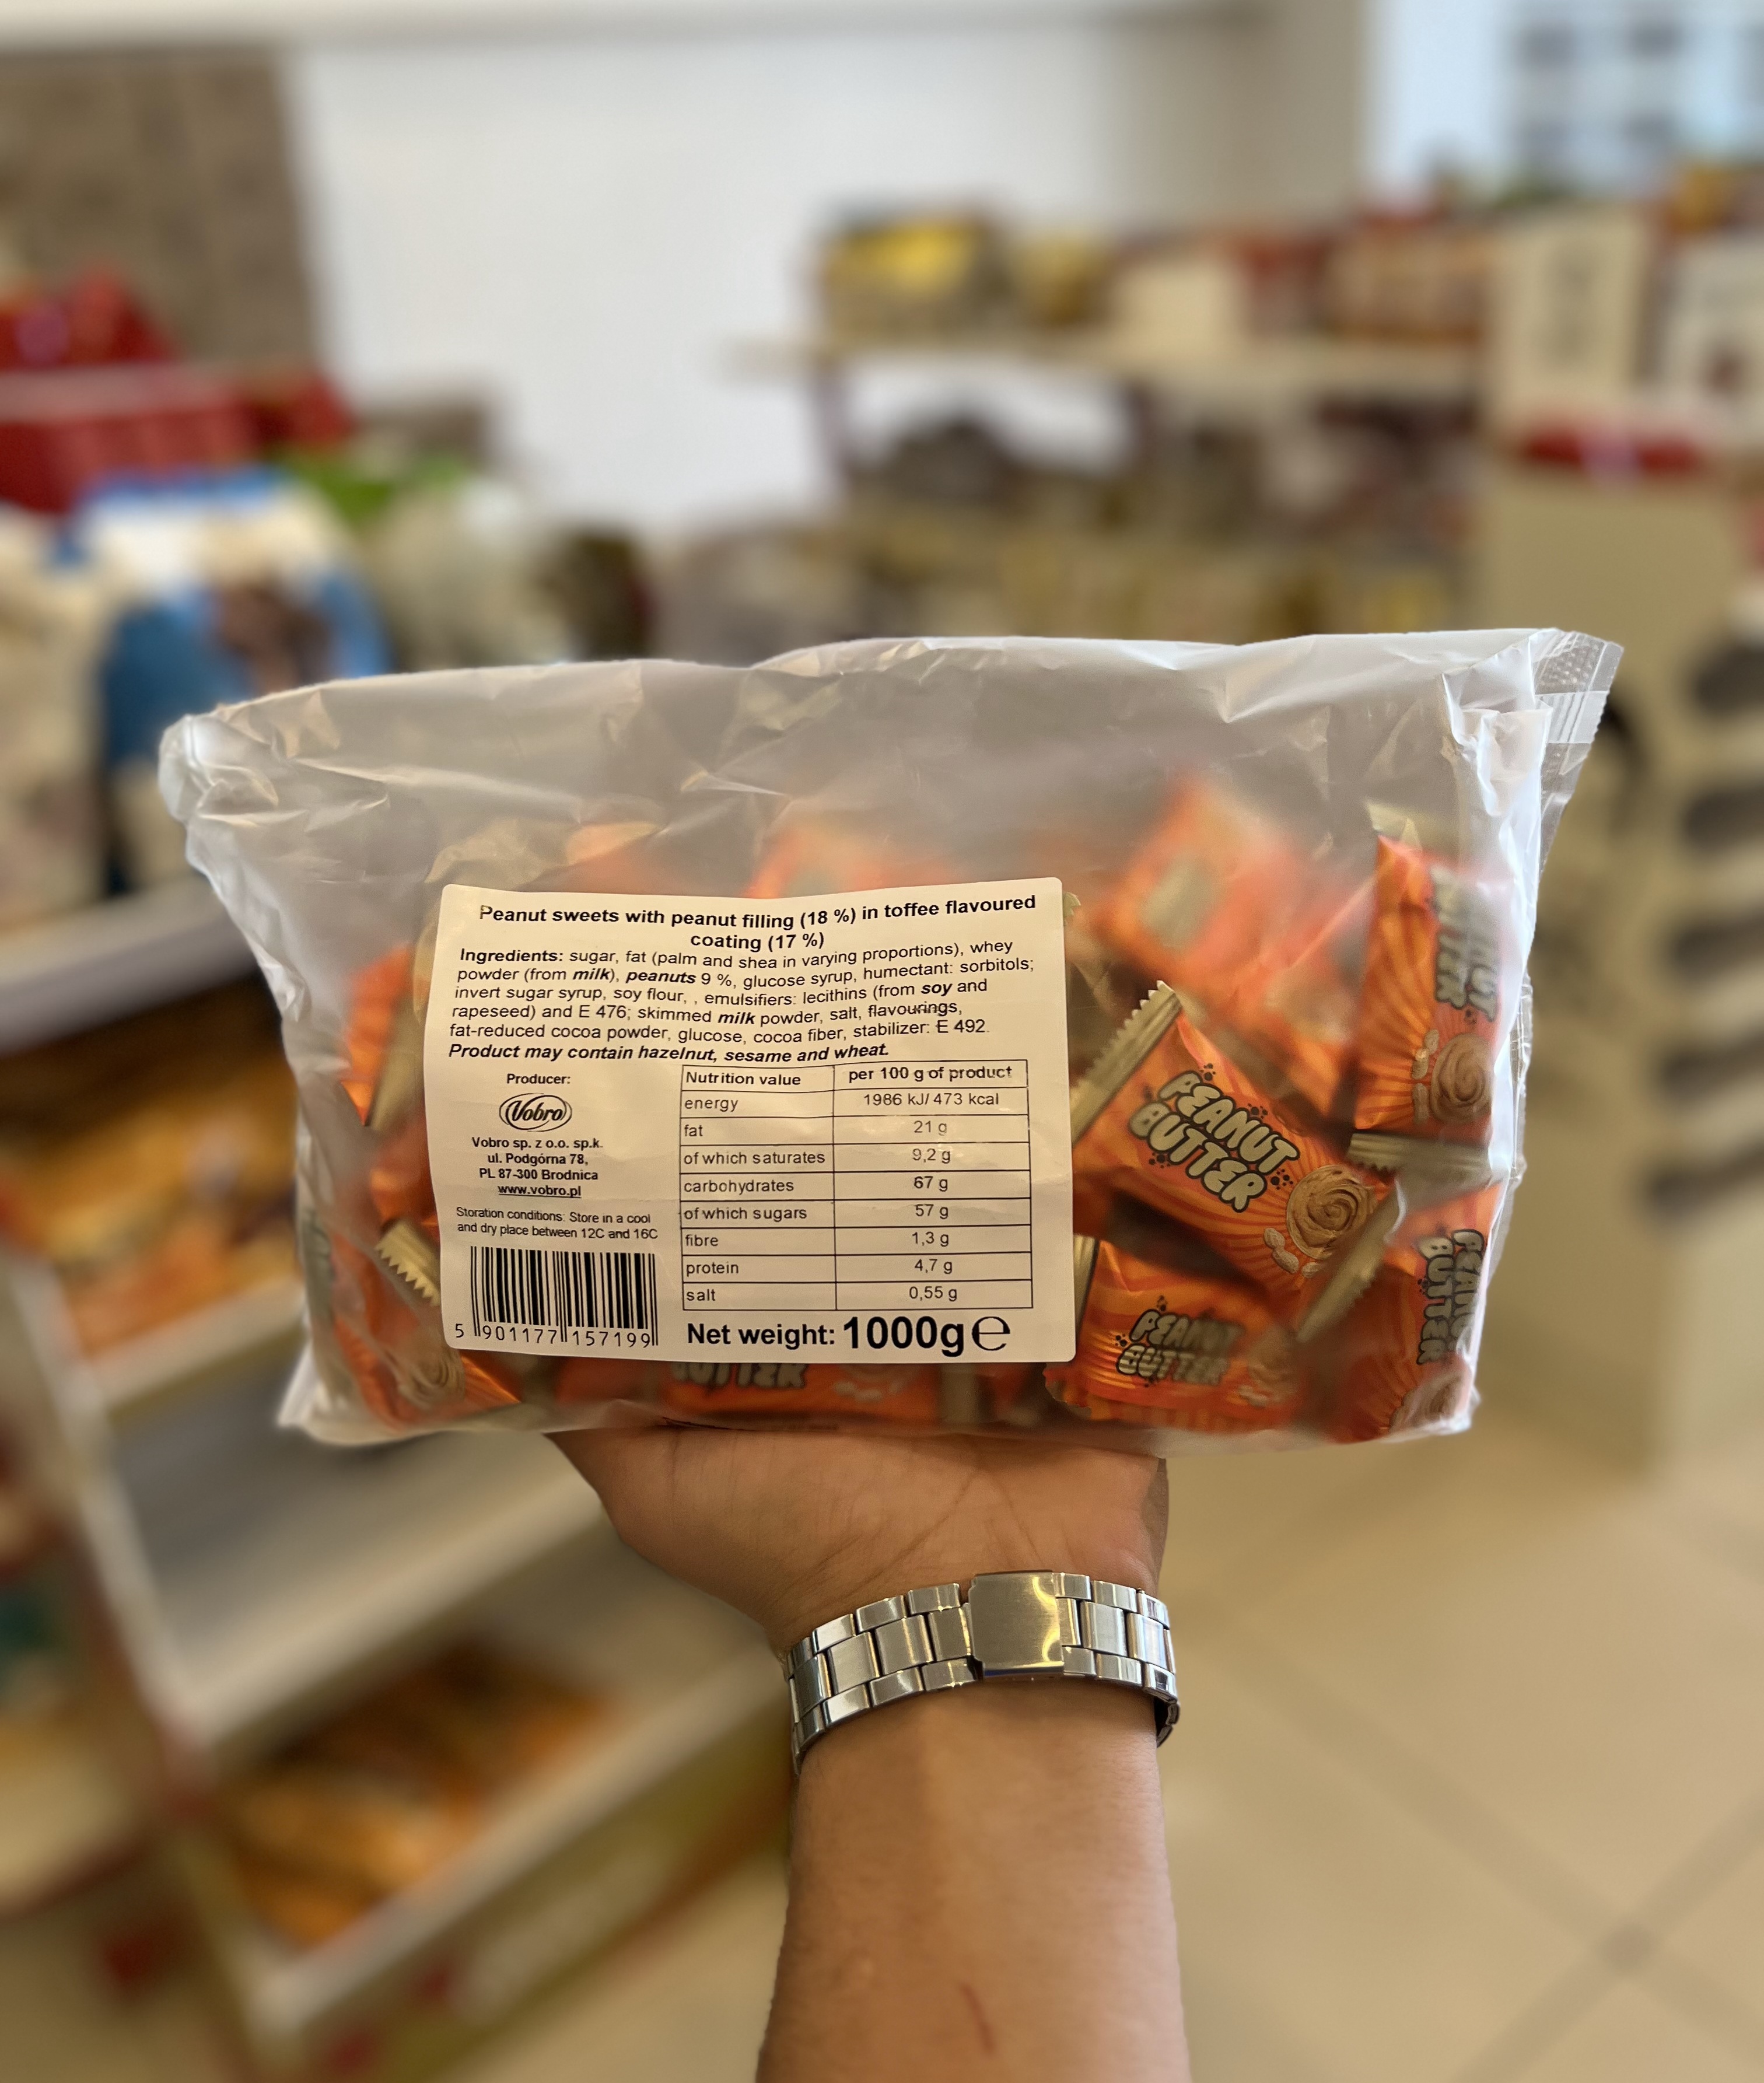 Peanut sweets with peanut filling (18 %) in toffee flavoured
coating (17 %)
Ingredients: sugar, fat (palm and shea in varying proportions), whey
powder (from milk), peanuts 9 %, glucose syrup, humectant: sorbitols;
invert sugar syrup, soy flour, , emulsifiers: lecithins (from soy and
rapeseed) and E 476; skimmed milk powder, salt, flavourings,
fat-reduced cocoa powder, glucose, cocoa fiber, stabilizer: E 492.
Product may contain hazelnut, sesame and wheat.
Producer:
Vobro
Vobro sp. z o.o. sp.k.
ul. Podgórna 78,
PL 87-300 Brodnica
www.vobro.pl
Storation conditions: Store in a cool
and dry place between 12C and 16C
5 901177 157199
Nutrition value per 100 g of product
energy 1986 kJ/ 473 kcal
fat 21 g
of which saturates 9,2 g
carbohydrates 67 g
of which sugars 57 g
fibre 1,3 g
protein 4,7 g
salt 0,55 g
Net weight: 1000g e
PEANUT
BUTTER
PEANUT
BUTTER
PEANUT
BUTTER
BUTTER